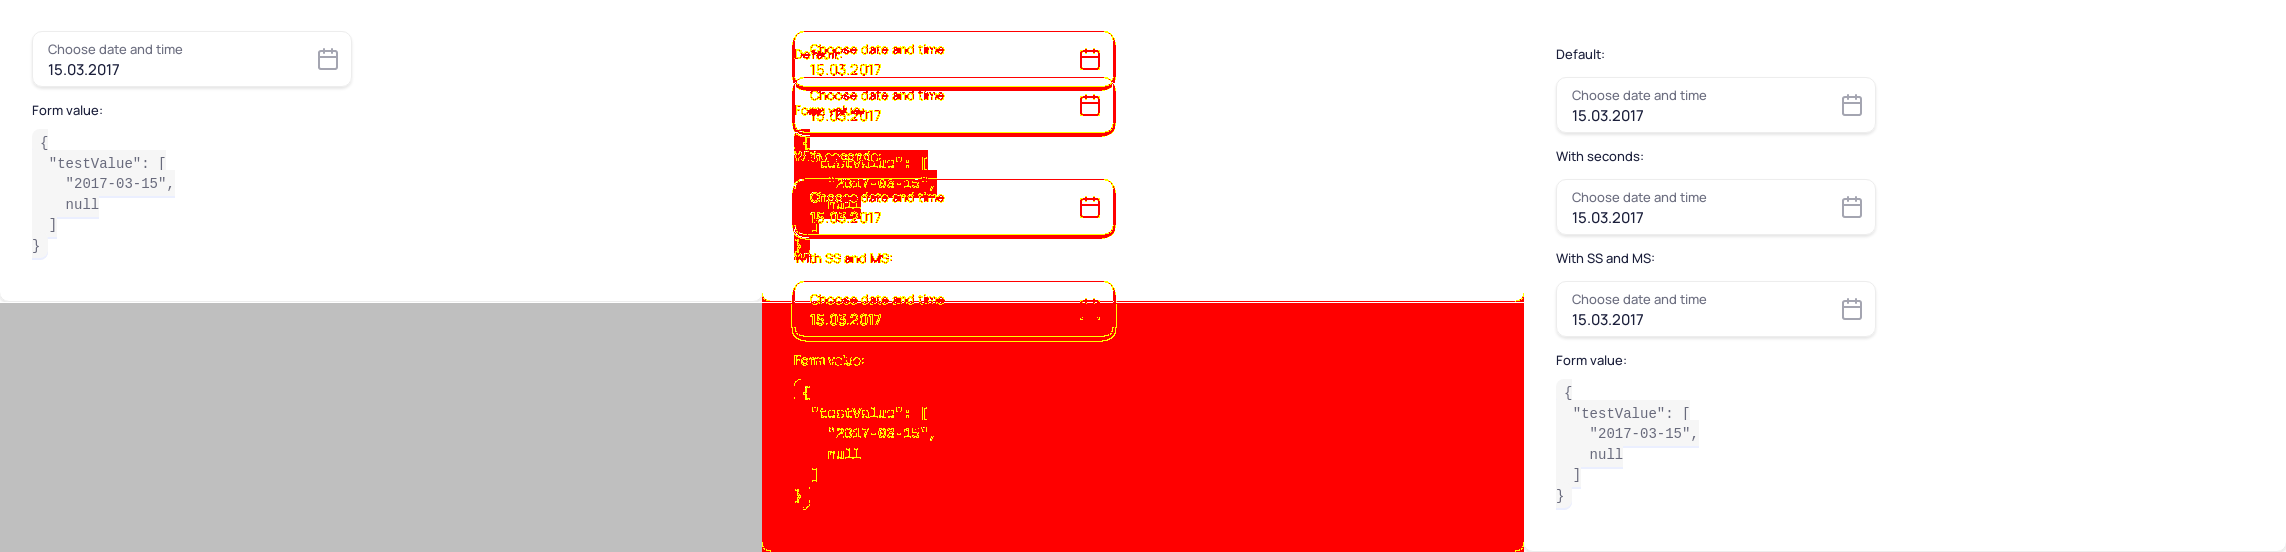 Choose date and time
15.03.2017
Form value:
{
  "testValue": [
    "2017-03-15",
    null
  ]
}
Default:
Choose date and time
15.03.2017
Choose date and time
15.03.2017
Form value:
{
With seconds:
"testValue": [
"2017-03-15",
Choose date and time
null
15.03.2017
]
}
With SS and MS:
Choose date and time
15.03.2017
Form value:
{
  "testValue": [
    "2017-03-15",
    null
  ]
}
Default:
Choose date and time
15.03.2017
With seconds:
Choose date and time
15.03.2017
With SS and MS:
Choose date and time
15.03.2017
Form value:
{
  "testValue": [
    "2017-03-15",
    null
  ]
}